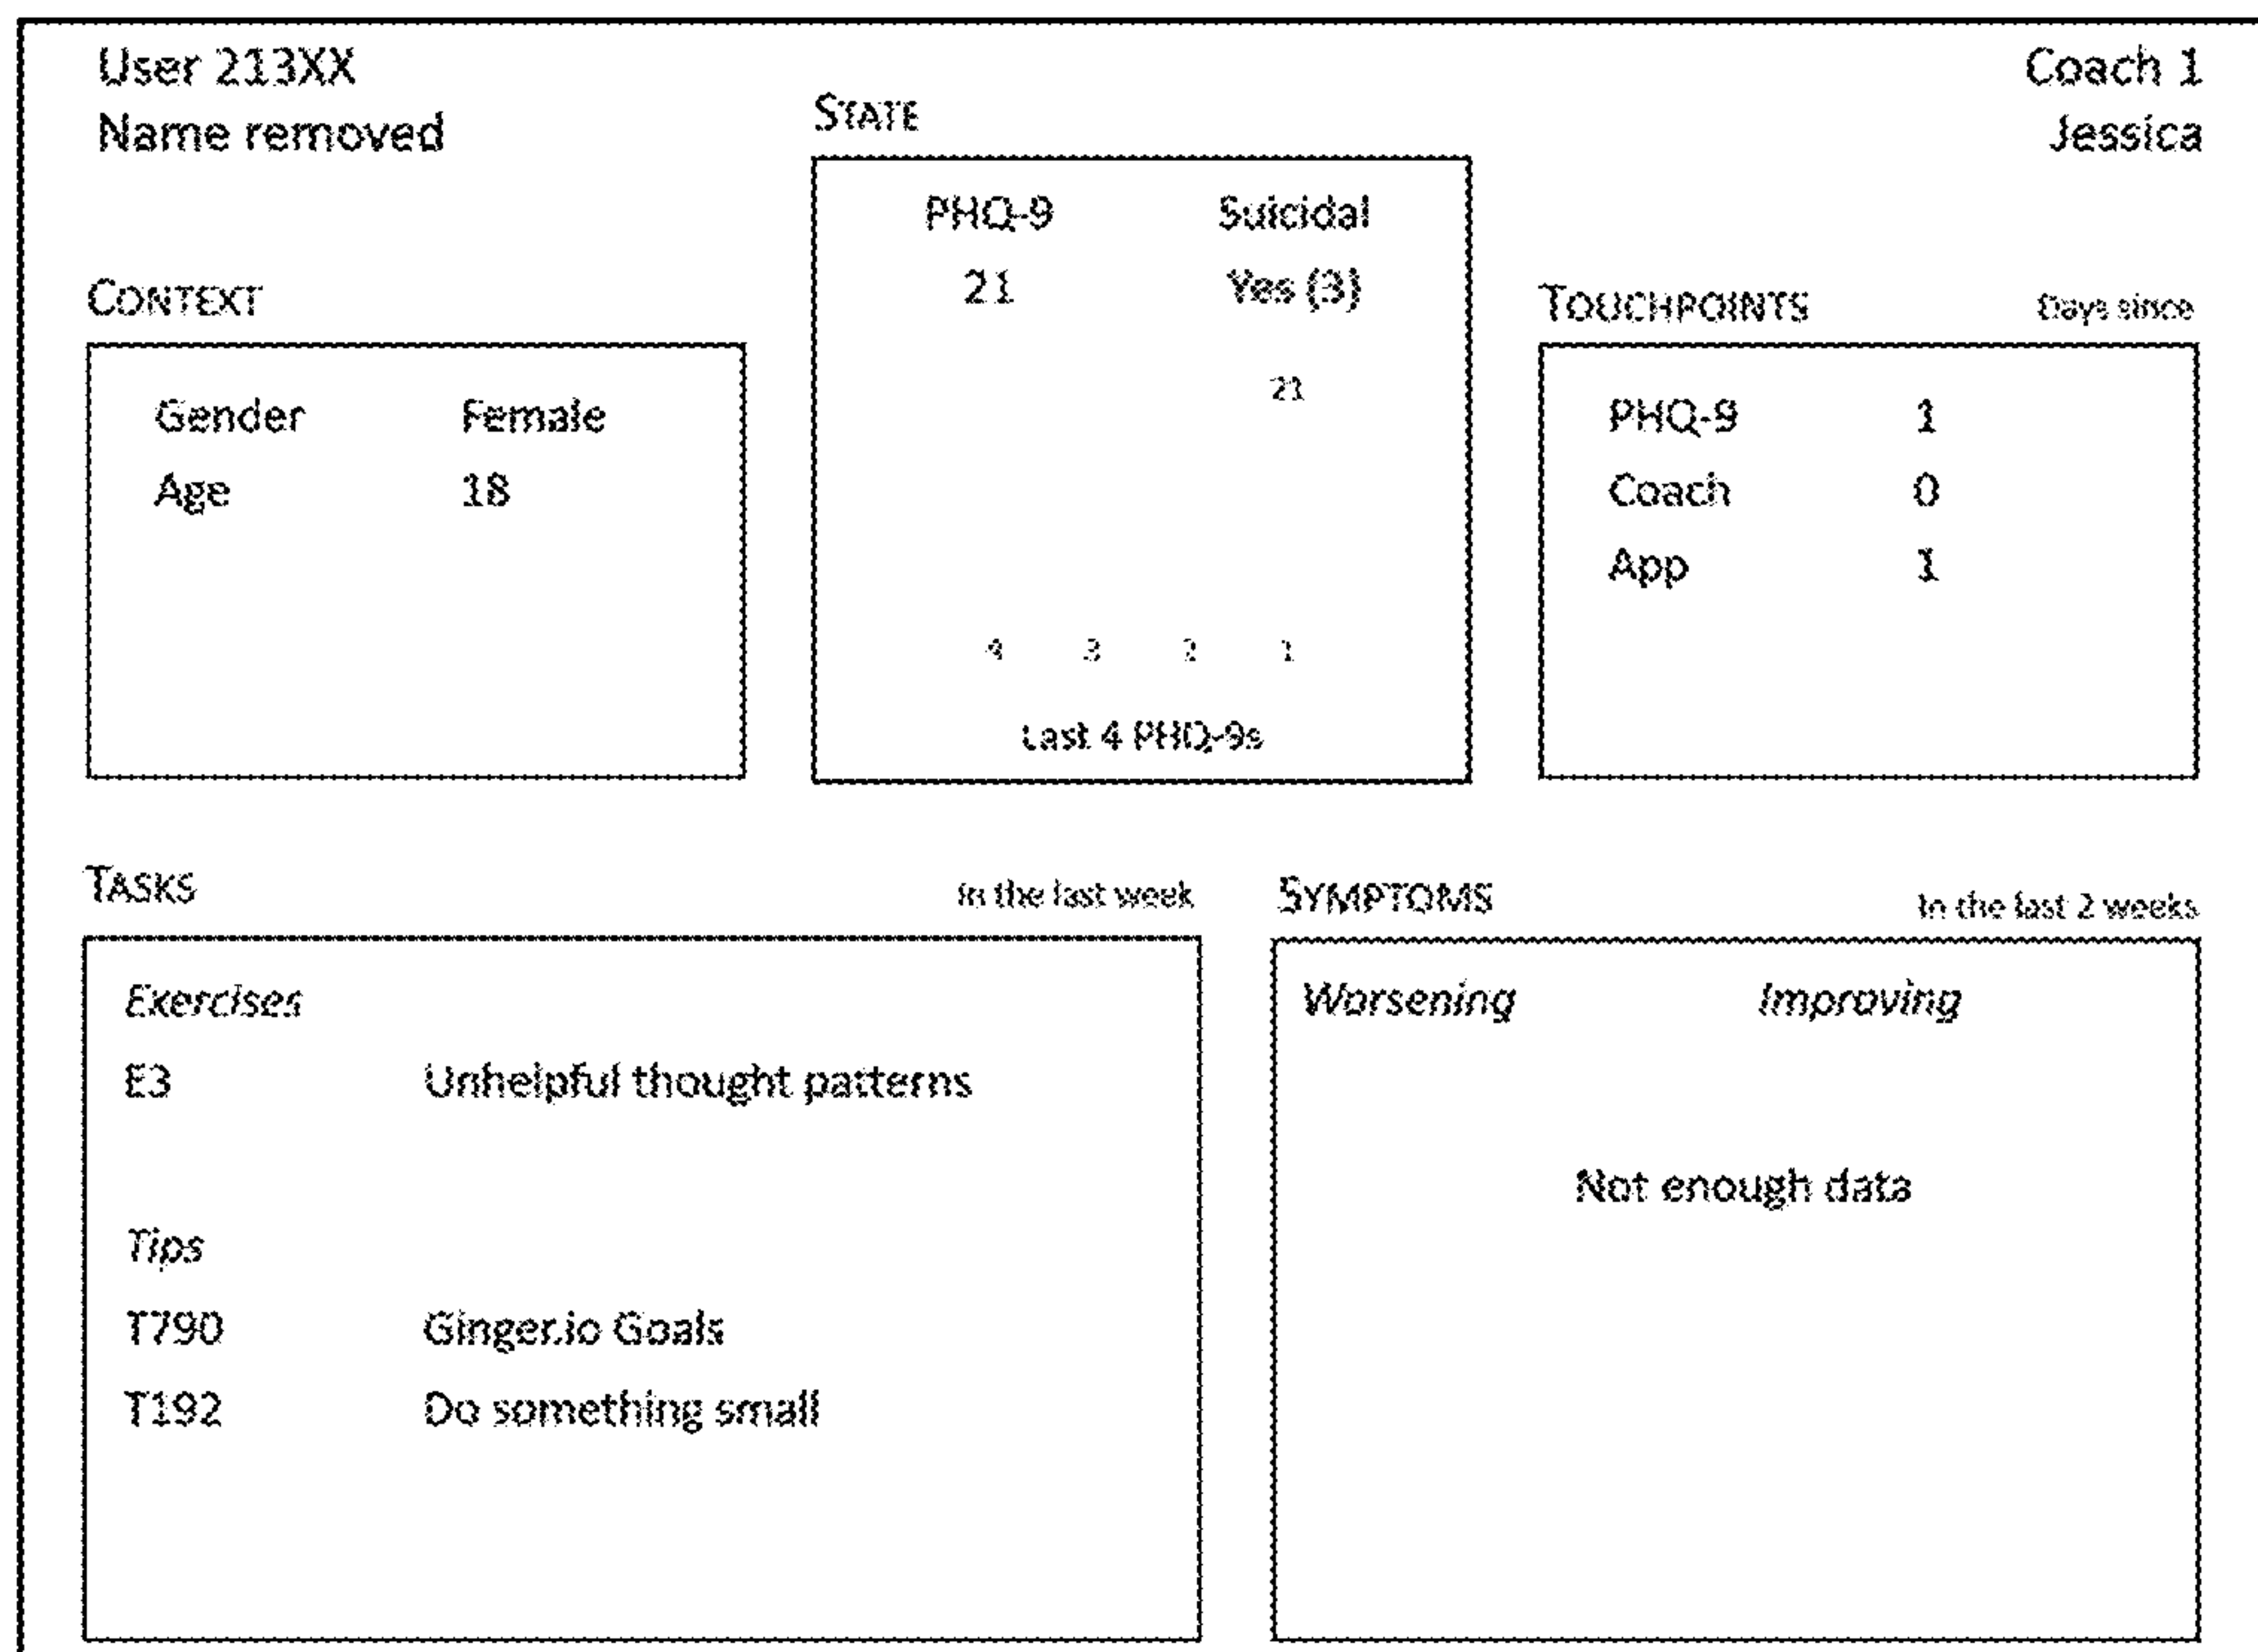 User 213XX
Name removed
Coach 1
Jessica
CONTEXT
Gender Female
Age 18
STATE
PHQ-9 Suicidal
21 Yes (3)
21
4 3 2 1
Last 4 PHQ-9s
TOUCHPOINTS Days since
PHQ-9 1
Coach 0
App 1
TASKS In the last week
Exercises
E3 Unhelpful thought patterns
Tips
T790 Ginger.io Goals
T192 Do something small
SYMPTOMS In the last 2 weeks
Worsening Improving
Not enough data